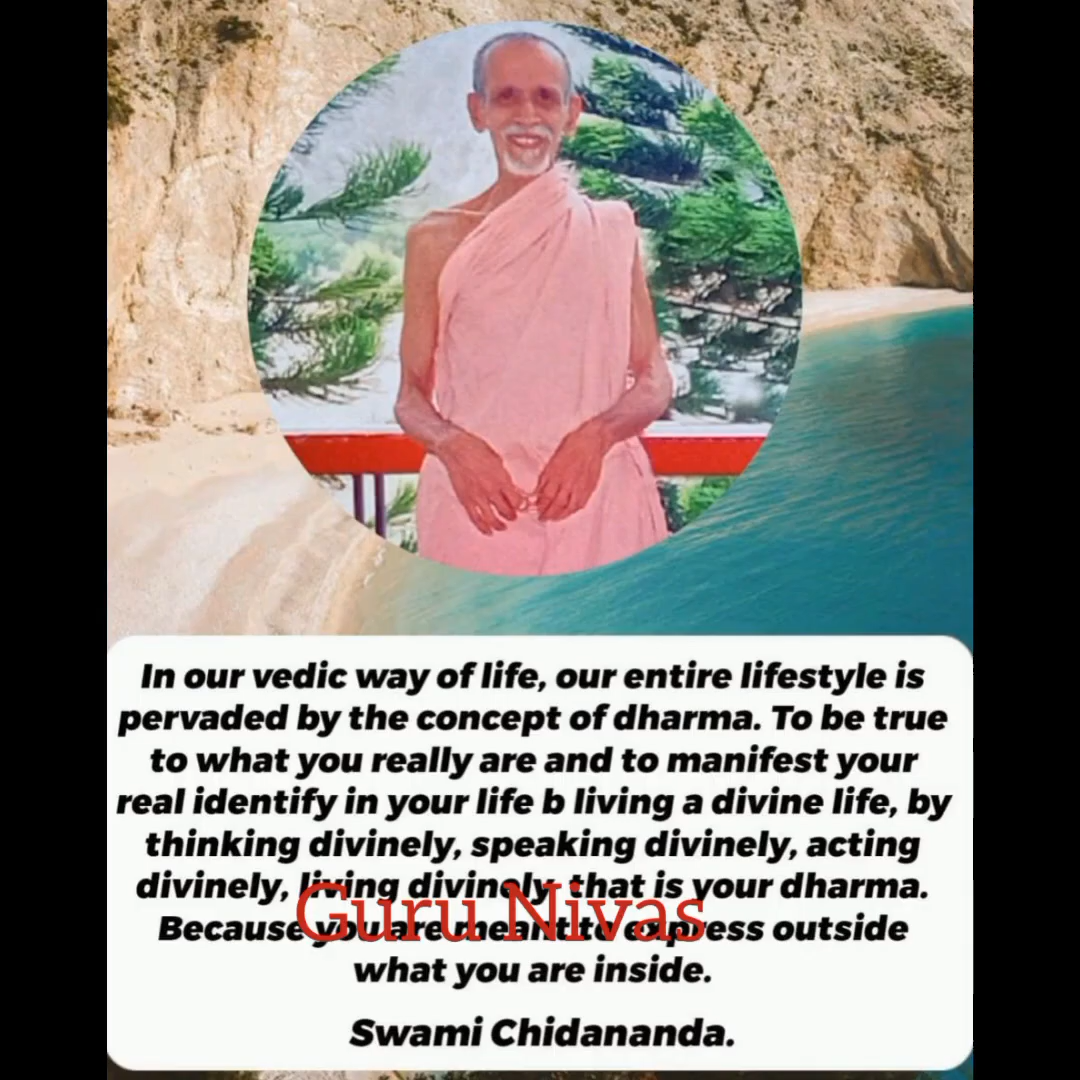 In our vedic way of life, our entire lifestyle is
pervaded by the concept of dharma. To be true
to what you really are and to manifest your
real identify in your life b living a divine life, by
thinking divinely, speaking divinely, acting
divinely, living divinely, that is your dharma.
Guru Nivas
Because you are meant to express outside
what you are inside.
Swami Chidananda.